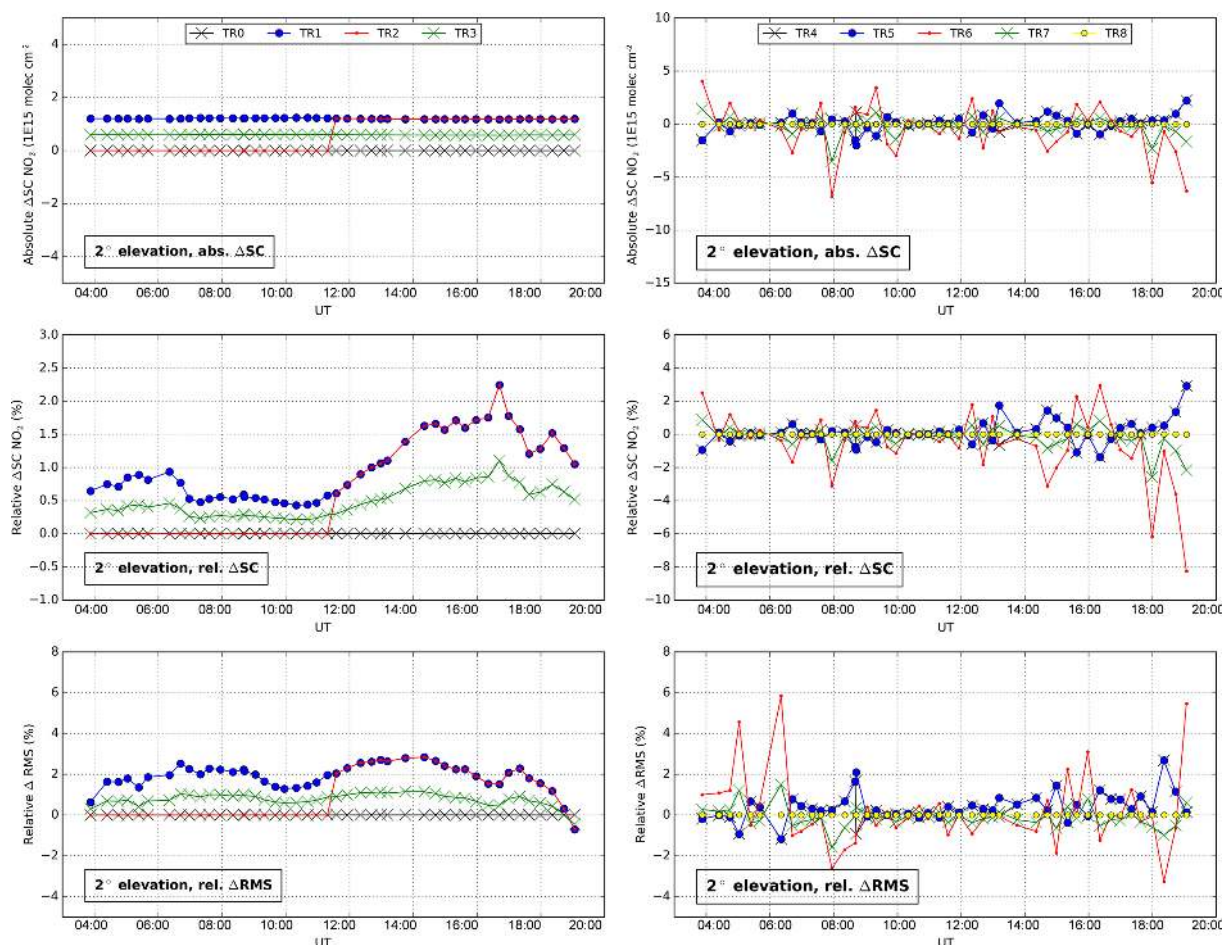 Absolute ΔSC NO₂ (1E15 molec cm⁻²
4
2
0
−2
−4
TR0 TR1 TR2 TR3
2° elevation, abs. ΔSC
04:00 06:00 08:00 10:00 12:00 14:00 16:00 18:00 20:00
UT
Absolute ΔSC NO₂ (1E15 molec cm⁻²
10
5
0
−5
−10
−15
TR4 TR5 TR6 TR7 TR8
2° elevation, abs. ΔSC
04:00 06:00 08:00 10:00 12:00 14:00 16:00 18:00 20:00
UT
Relative ΔSC NO₂ (%)
3.0
2.5
2.0
1.5
1.0
0.5
0.0
−0.5
−1.0
2° elevation, rel. ΔSC
04:00 06:00 08:00 10:00 12:00 14:00 16:00 18:00 20:00
UT
Relative ΔSC NO₂ (%)
6
4
2
0
−2
−4
−6
−8
−10
2° elevation, rel. ΔSC
04:00 06:00 08:00 10:00 12:00 14:00 16:00 18:00 20:00
UT
Relative Δ RMS (%)
8
6
4
2
0
−2
−4
2° elevation, rel. ΔRMS
04:00 06:00 08:00 10:00 12:00 14:00 16:00 18:00 20:00
UT
Relative Δ RMS (%)
8
6
4
2
0
−2
−4
2° elevation, rel. ΔRMS
04:00 06:00 08:00 10:00 12:00 14:00 16:00 18:00 20:00
UT